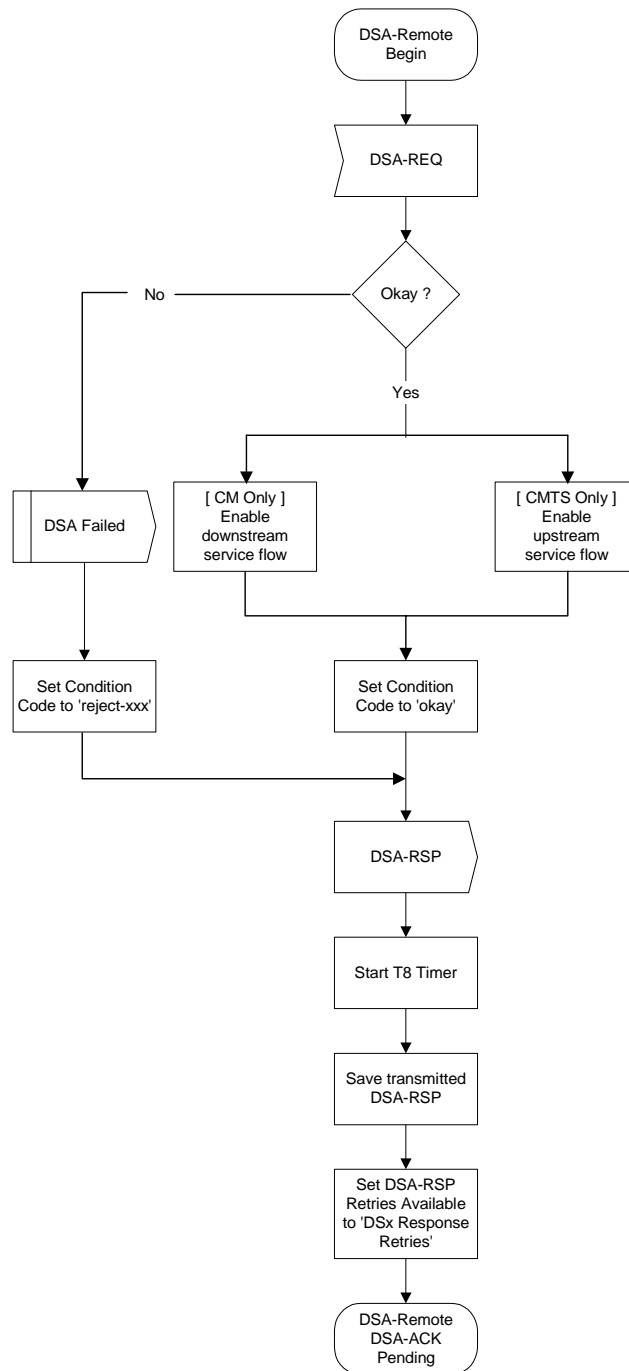 DSA-Remote
Begin
DSA-REQ
Okay ?
No
Yes
DSA Failed
[ CM Only ]
Enable
downstream
service flow
[ CMTS Only ]
Enable
upstream
service flow
Set Condition
Code to 'reject-xxx'
Set Condition
Code to 'okay'
DSA-RSP
Start T8 Timer
Save transmitted
DSA-RSP
Set DSA-RSP
Retries Available
to 'DSx Response
Retries'
DSA-Remote
DSA-ACK
Pending